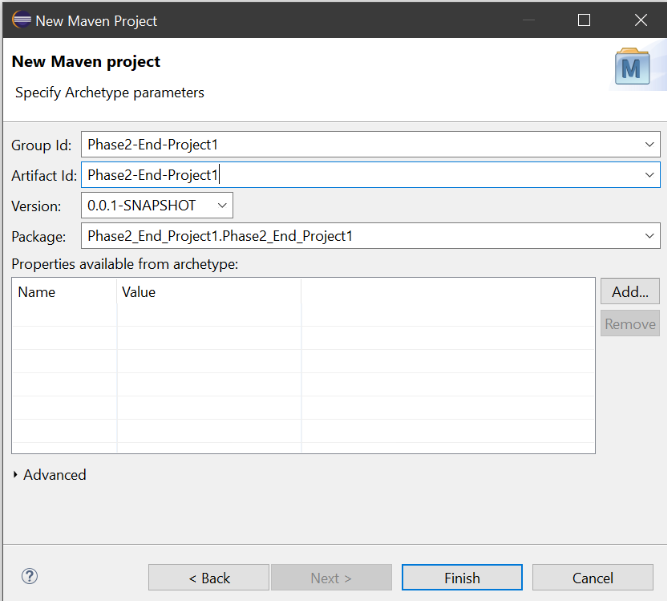 New Maven Project
New Maven project
M
Specify Archetype parameters
Group Id: Phase2-End-Project1
Artifact Id: Phase2-End-Project1
Version: 0.0.1-SNAPSHOT
Package: Phase2_End_Project1.Phase2_End_Project1
Properties available from archetype:
Name Value Add...
Remove
Advanced
? < Back Next > Finish Cancel